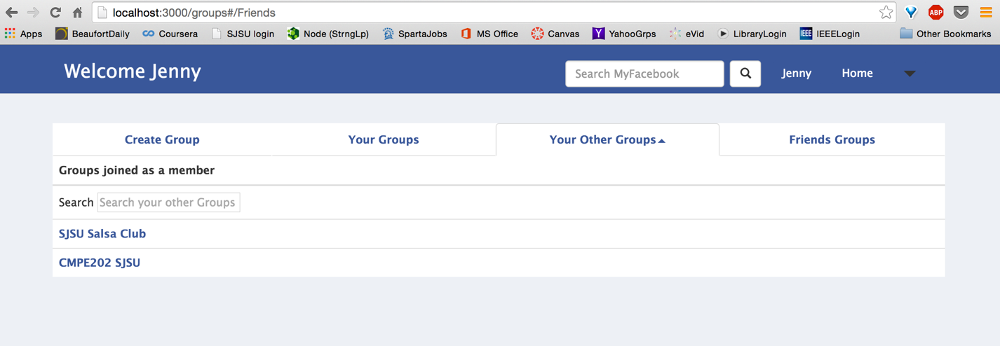 localhost:3000/groups#/Friends
ABP
Apps BeaufortDaily Coursera SJSU login Node (StrngLp) SpartaJobs MS Office Canvas Y YahooGrps eVid LibraryLogin IEEE IEEELogin Other Bookmarks
Welcome Jenny Search MyFacebook Jenny Home
Create Group Your Groups Your Other Groups Friends Groups
Groups joined as a member
Search Search your other Groups
SJSU Salsa Club
CMPE202 SJSU